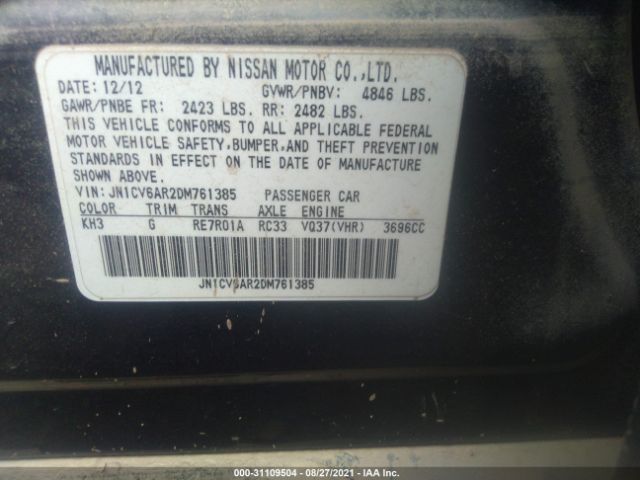 MANUFACTURED BY NISSAN MOTOR CO.,LTD.
DATE: 12/12 GVWR/PNBV: 4846 LBS.
GAWR/PNBE FR: 2423 LBS. RR: 2482 LBS.
THIS VEHICLE CONFORMS TO ALL APPLICABLE FEDERAL
MOTOR VEHICLE SAFETY,BUMPER,AND THEFT PREVENTION
STANDARDS IN EFFECT ON THE DATE OF MANUFACTURE
SHOWN ABOVE.
VIN: JN1CV6AR2DM761385 PASSENGER CAR
COLOR TRIM TRANS AXLE ENGINE
KH3 G RE7R01A RC33 VQ37(VHR) 3696CC
JN1CV6AR2DM761385
000-31109504 - 08/27/2021 - IAA Inc.